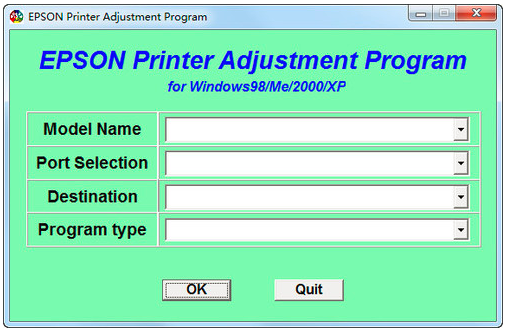 EPSON Printer Adjustment Program
EPSON Printer Adjustment Program
for Windows98/Me/2000/XP
Model Name
Port Selection
Destination
Program type
OK Quit